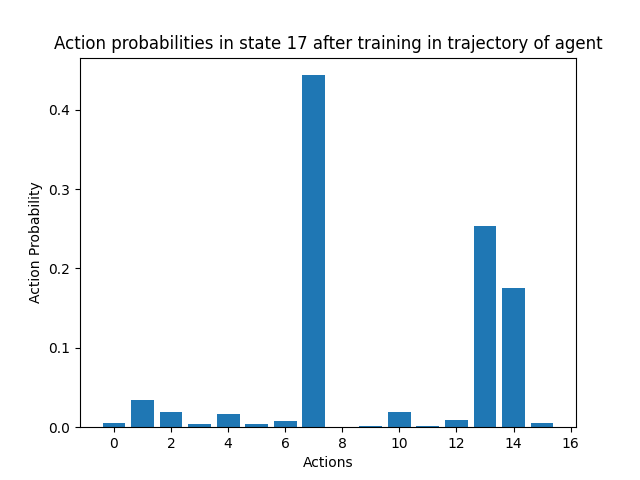 Action probabilities in state 17 after training in trajectory of agent
0.4
0.3
0.2
0.1
0.0
Action Probability
0 2 4 6 8 10 12 14 16
Actions